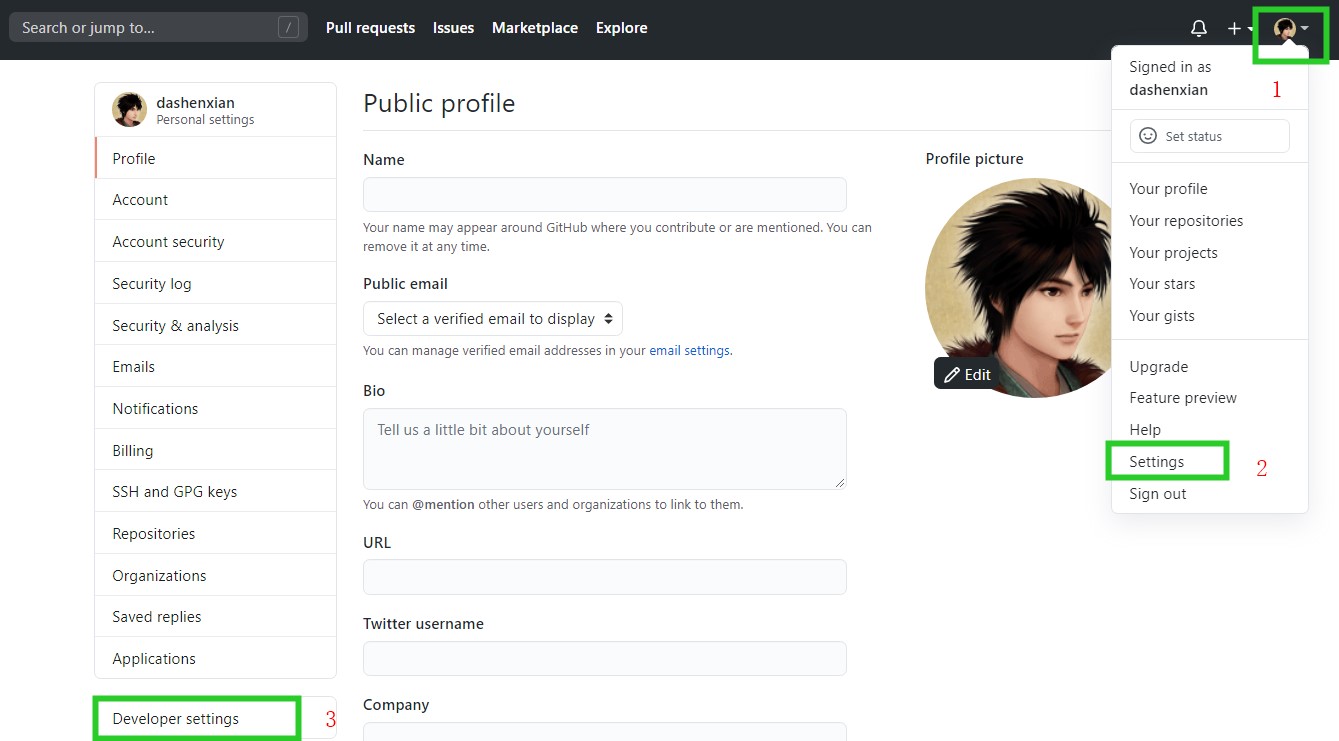 Search or jump to... /
Pull requests Issues Marketplace Explore
dashenxian
Personal settings
Profile
Account
Account security
Security log
Security & analysis
Emails
Notifications
Billing
SSH and GPG keys
Repositories
Organizations
Saved replies
Applications
Developer settings
3
Public profile
Name
Your name may appear around GitHub where you contribute or are mentioned. You can
remove it at any time.
Public email
Select a verified email to display
You can manage verified email addresses in your email settings.
Bio
Tell us a little bit about yourself
You can @mention other users and organizations to link to them.
URL
Twitter username
Company
Profile picture
Edit
Signed in as
dashenxian
1
Set status
Your profile
Your repositories
Your projects
Your stars
Your gists
Upgrade
Feature preview
Help
Settings
2
Sign out